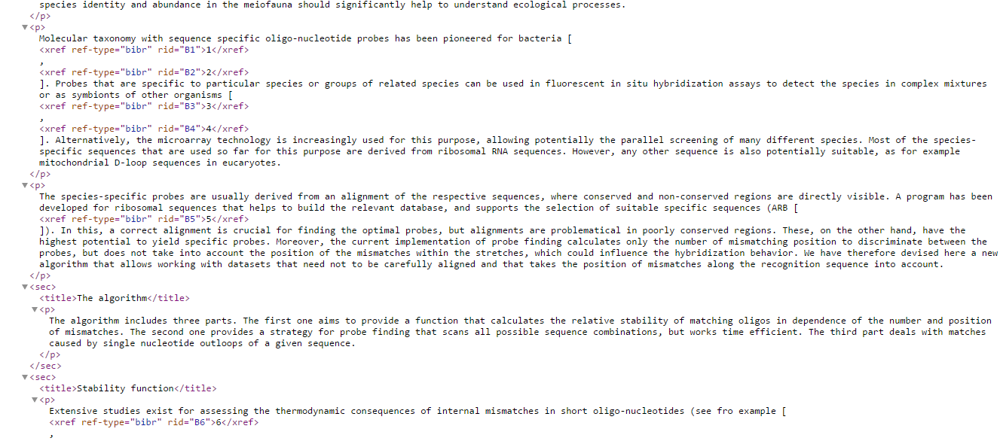 species identity and abundance in the meiofauna should significantly help to understand ecological processes.
</p>
▼<p>
Molecular taxonomy with sequence specific oligo-nucleotide probes has been pioneered for bacteria [
<xref ref-type="bibr" rid="B1">1</xref>
,
<xref ref-type="bibr" rid="B2">2</xref>
]. Probes that are specific to particular species or groups of related species can be used in fluorescent in situ hybridization assays to detect the species in complex mixtures
or as symbionts of other organisms [
<xref ref-type="bibr" rid="B3">3</xref>
,
<xref ref-type="bibr" rid="B4">4</xref>
]. Alternatively, the microarray technology is increasingly used for this purpose, allowing potentially the parallel screening of many different species. Most of the species-
specific sequences that are used so far for this purpose are derived from ribosomal RNA sequences. However, any other sequence is also potentially suitable, as for example
mitochondrial D-loop sequences in eucaryotes.
</p>
▼<p>
The species-specific probes are usually derived from an alignment of the respective sequences, where conserved and non-conserved regions are directly visible. A program has been
developed for ribosomal sequences that helps to build the relevant database, and supports the selection of suitable specific sequences (ARB [
<xref ref-type="bibr" rid="B5">5</xref>
]). In this, a correct alignment is crucial for finding the optimal probes, but alignments are problematical in poorly conserved regions. These, on the other hand, have the
highest potential to yield specific probes. Moreover, the current implementation of probe finding calculates only the number of mismatching position to discriminate between the
probes, but does not take into account the position of the mismatches within the stretches, which could influence the hybridization behavior. We have therefore devised here a new
algorithm that allows working with datasets that need not to be carefully aligned and that takes the position of mismatches along the recognition sequence into account.
</p>
▼<sec>
<title>The algorithm</title>
▼<p>
The algorithm includes three parts. The first one aims to provide a function that calculates the relative stability of matching oligos in dependence of the number and position
of mismatches. The second one provides a strategy for probe finding that scans all possible sequence combinations, but works time efficient. The third part deals with matches
caused by single nucleotide outloops of a given sequence.
</p>
</sec>
▼<sec>
<title>Stability function</title>
▼<p>
Extensive studies exist for assessing the thermodynamic consequences of internal mismatches in short oligo-nucleotides (see fro example [
<xref ref-type="bibr" rid="B6">6</xref>
,